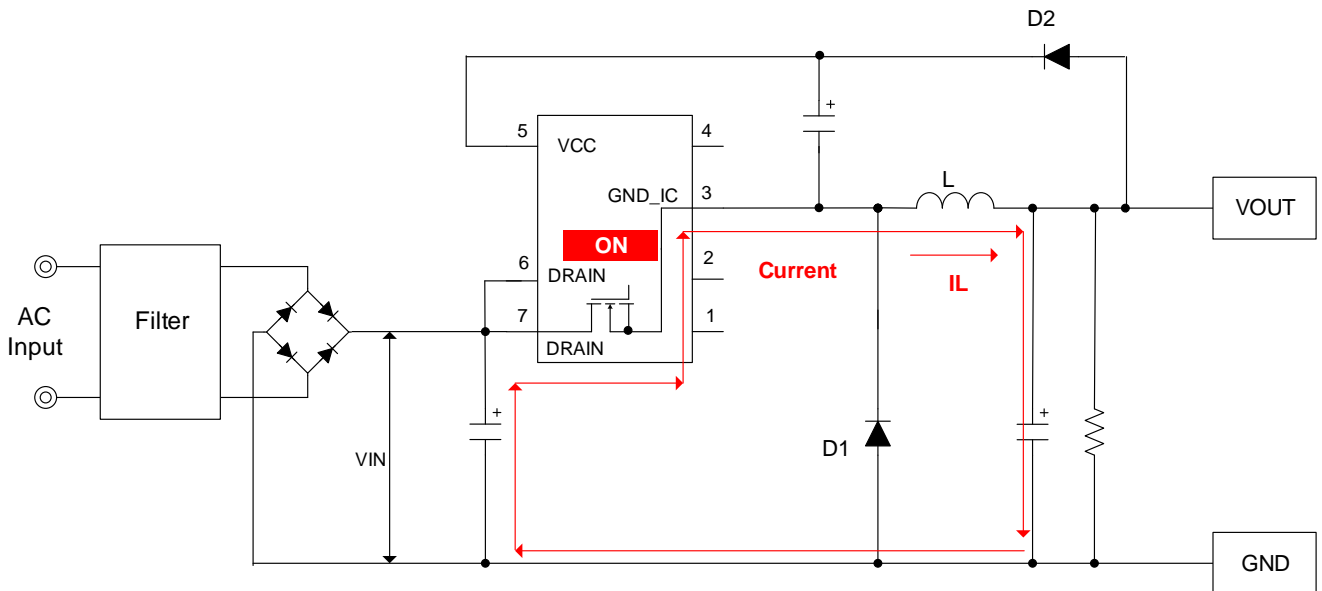 D2
+
5
4
VCC
GND_IC
3
L
VOUT
ON
Current
IL
6
2
DRAIN
AC
Input
Filter
7
1
DRAIN
VIN
+
D1
+
GND